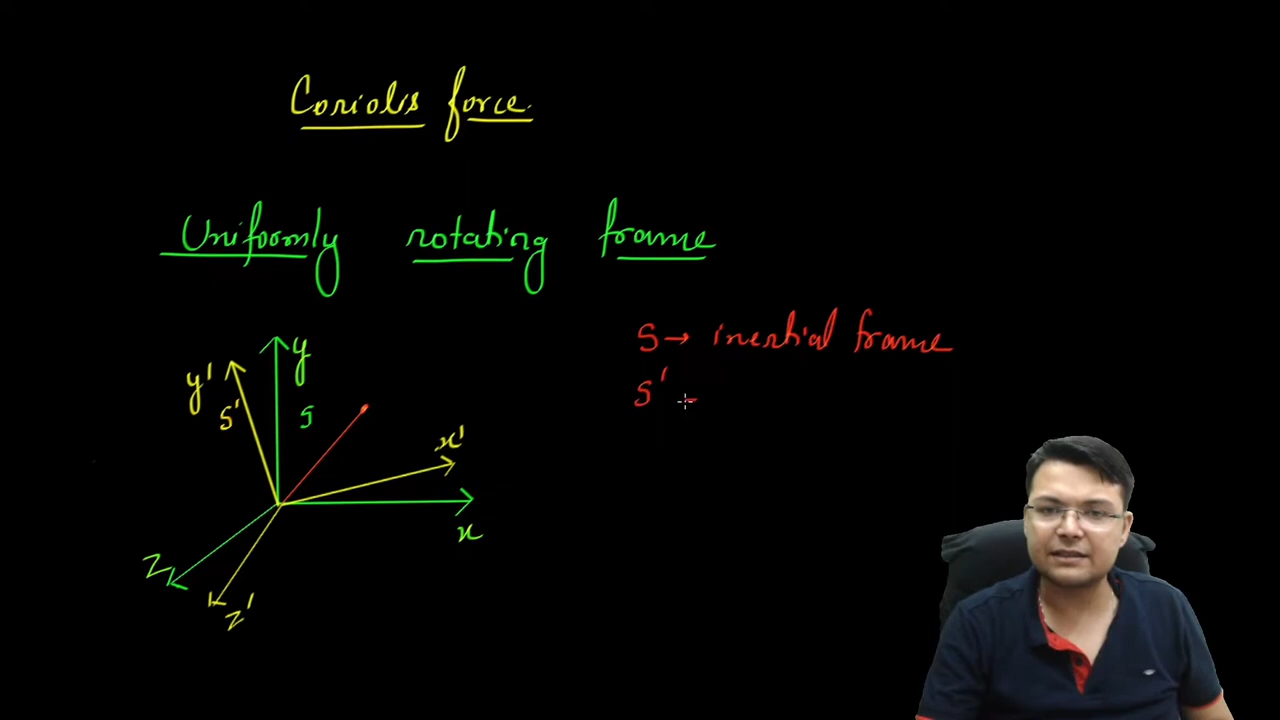 Coriolis force.
Uniformly rotating frame
S → inertial frame
S'
y
y'
S'
S
x'
x
Z
Z'